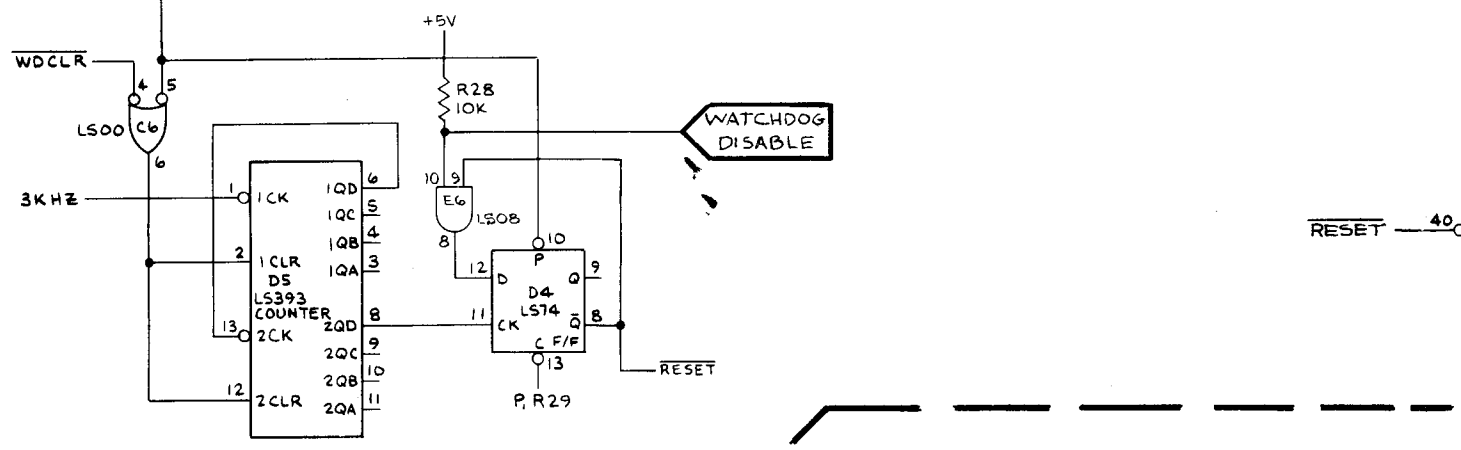 +5V
WDCLR
4 5
R28
10K
LS00 C6
WATCHDOG
DISABLE
6
3KHZ
1 1CK 1QD 6
1QC 5
1QB 4
2 1CLR 1QA 3
D5
LS393
COUNTER
13 2CK 2QD 8
2QC 9
2QB 10
12 2CLR 2QA 11
10 9
E6
LS08
8
10
P
12 D Q 9
D4
LS74
11 CK Q 8
C F/F
13
P, R29
RESET
RESET 40